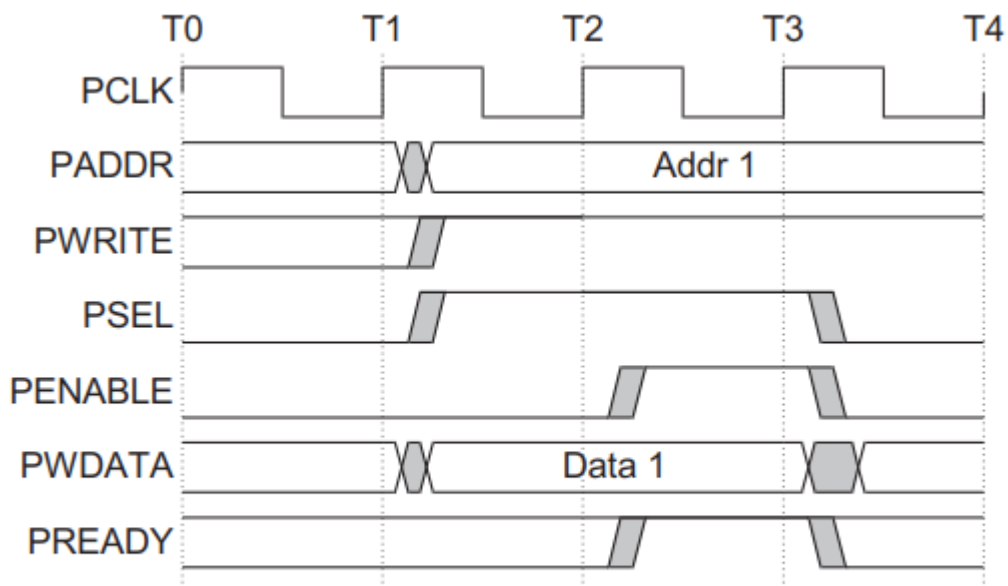 T0 T1 T2 T3 T4
PCLK
PADDR Addr 1
PWRITE
PSEL
PENABLE
PWDATA Data 1
PREADY